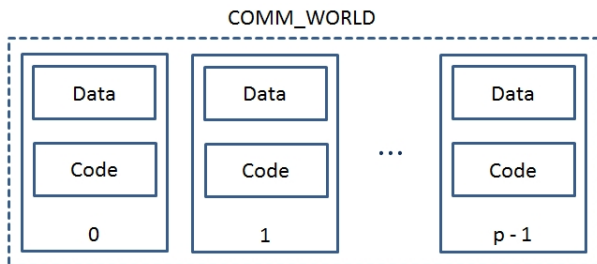 COMM_WORLD
Data Data Data
Code Code ... Code
0 1 p - 1